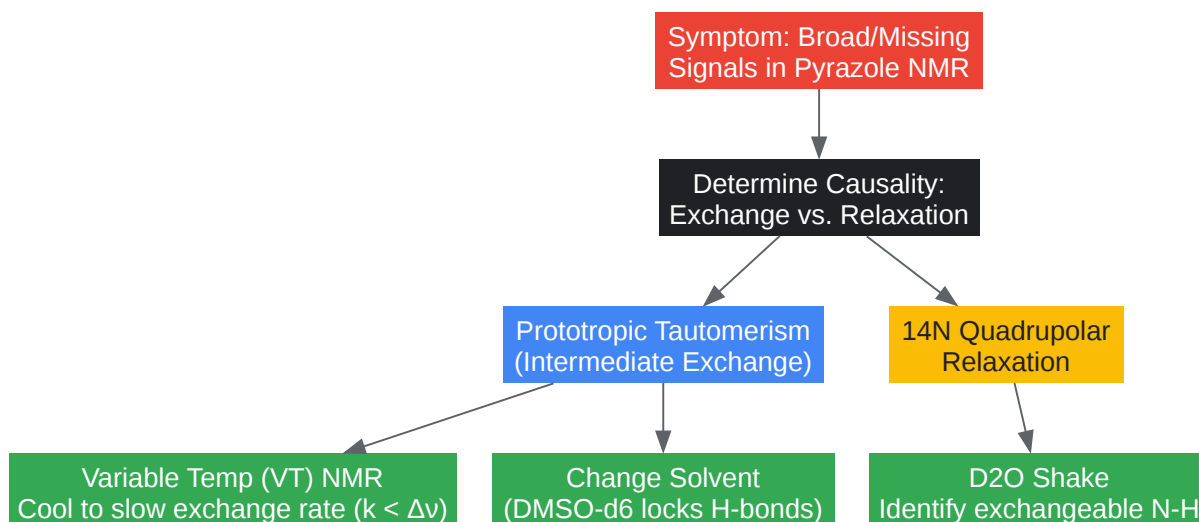 Symptom: Broad/Missing
Signals in Pyrazole NMR
Determine Causality:
Exchange vs. Relaxation
Prototropic Tautomerism
(Intermediate Exchange)
14N Quadrupolar
Relaxation
Variable Temp (VT) NMR
Cool to slow exchange rate (k < Δν)
Change Solvent
(DMSO-d6 locks H-bonds)
D2O Shake
Identify exchangeable N-H